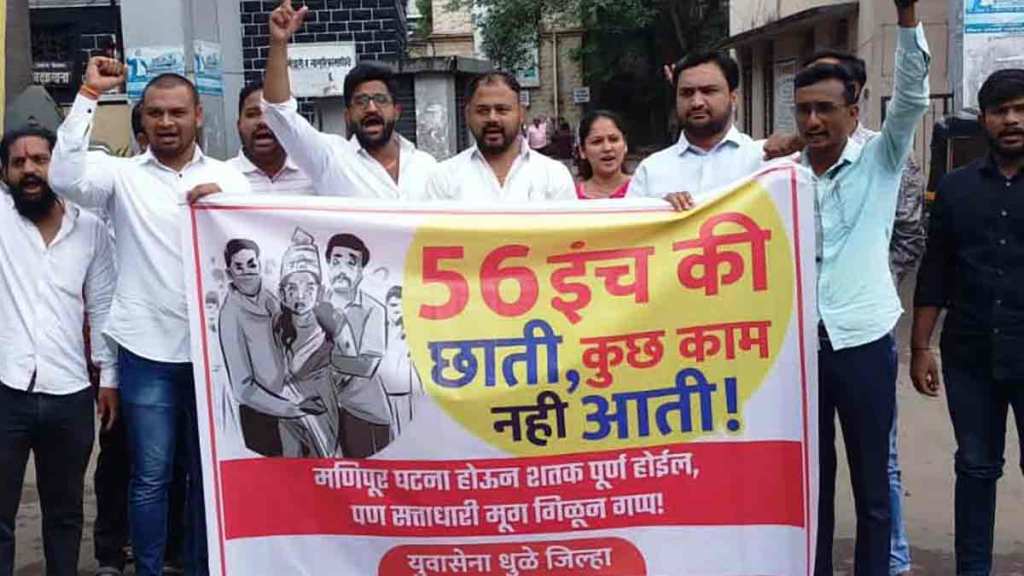 56 इंच की
छाती, कुछ काम
नही आती!
मणिपूर घटना होऊन शतक पूर्ण होईल,
पण सत्ताधारी मूग गिळून गप्प!
युवासेना धुळे जिल्हा